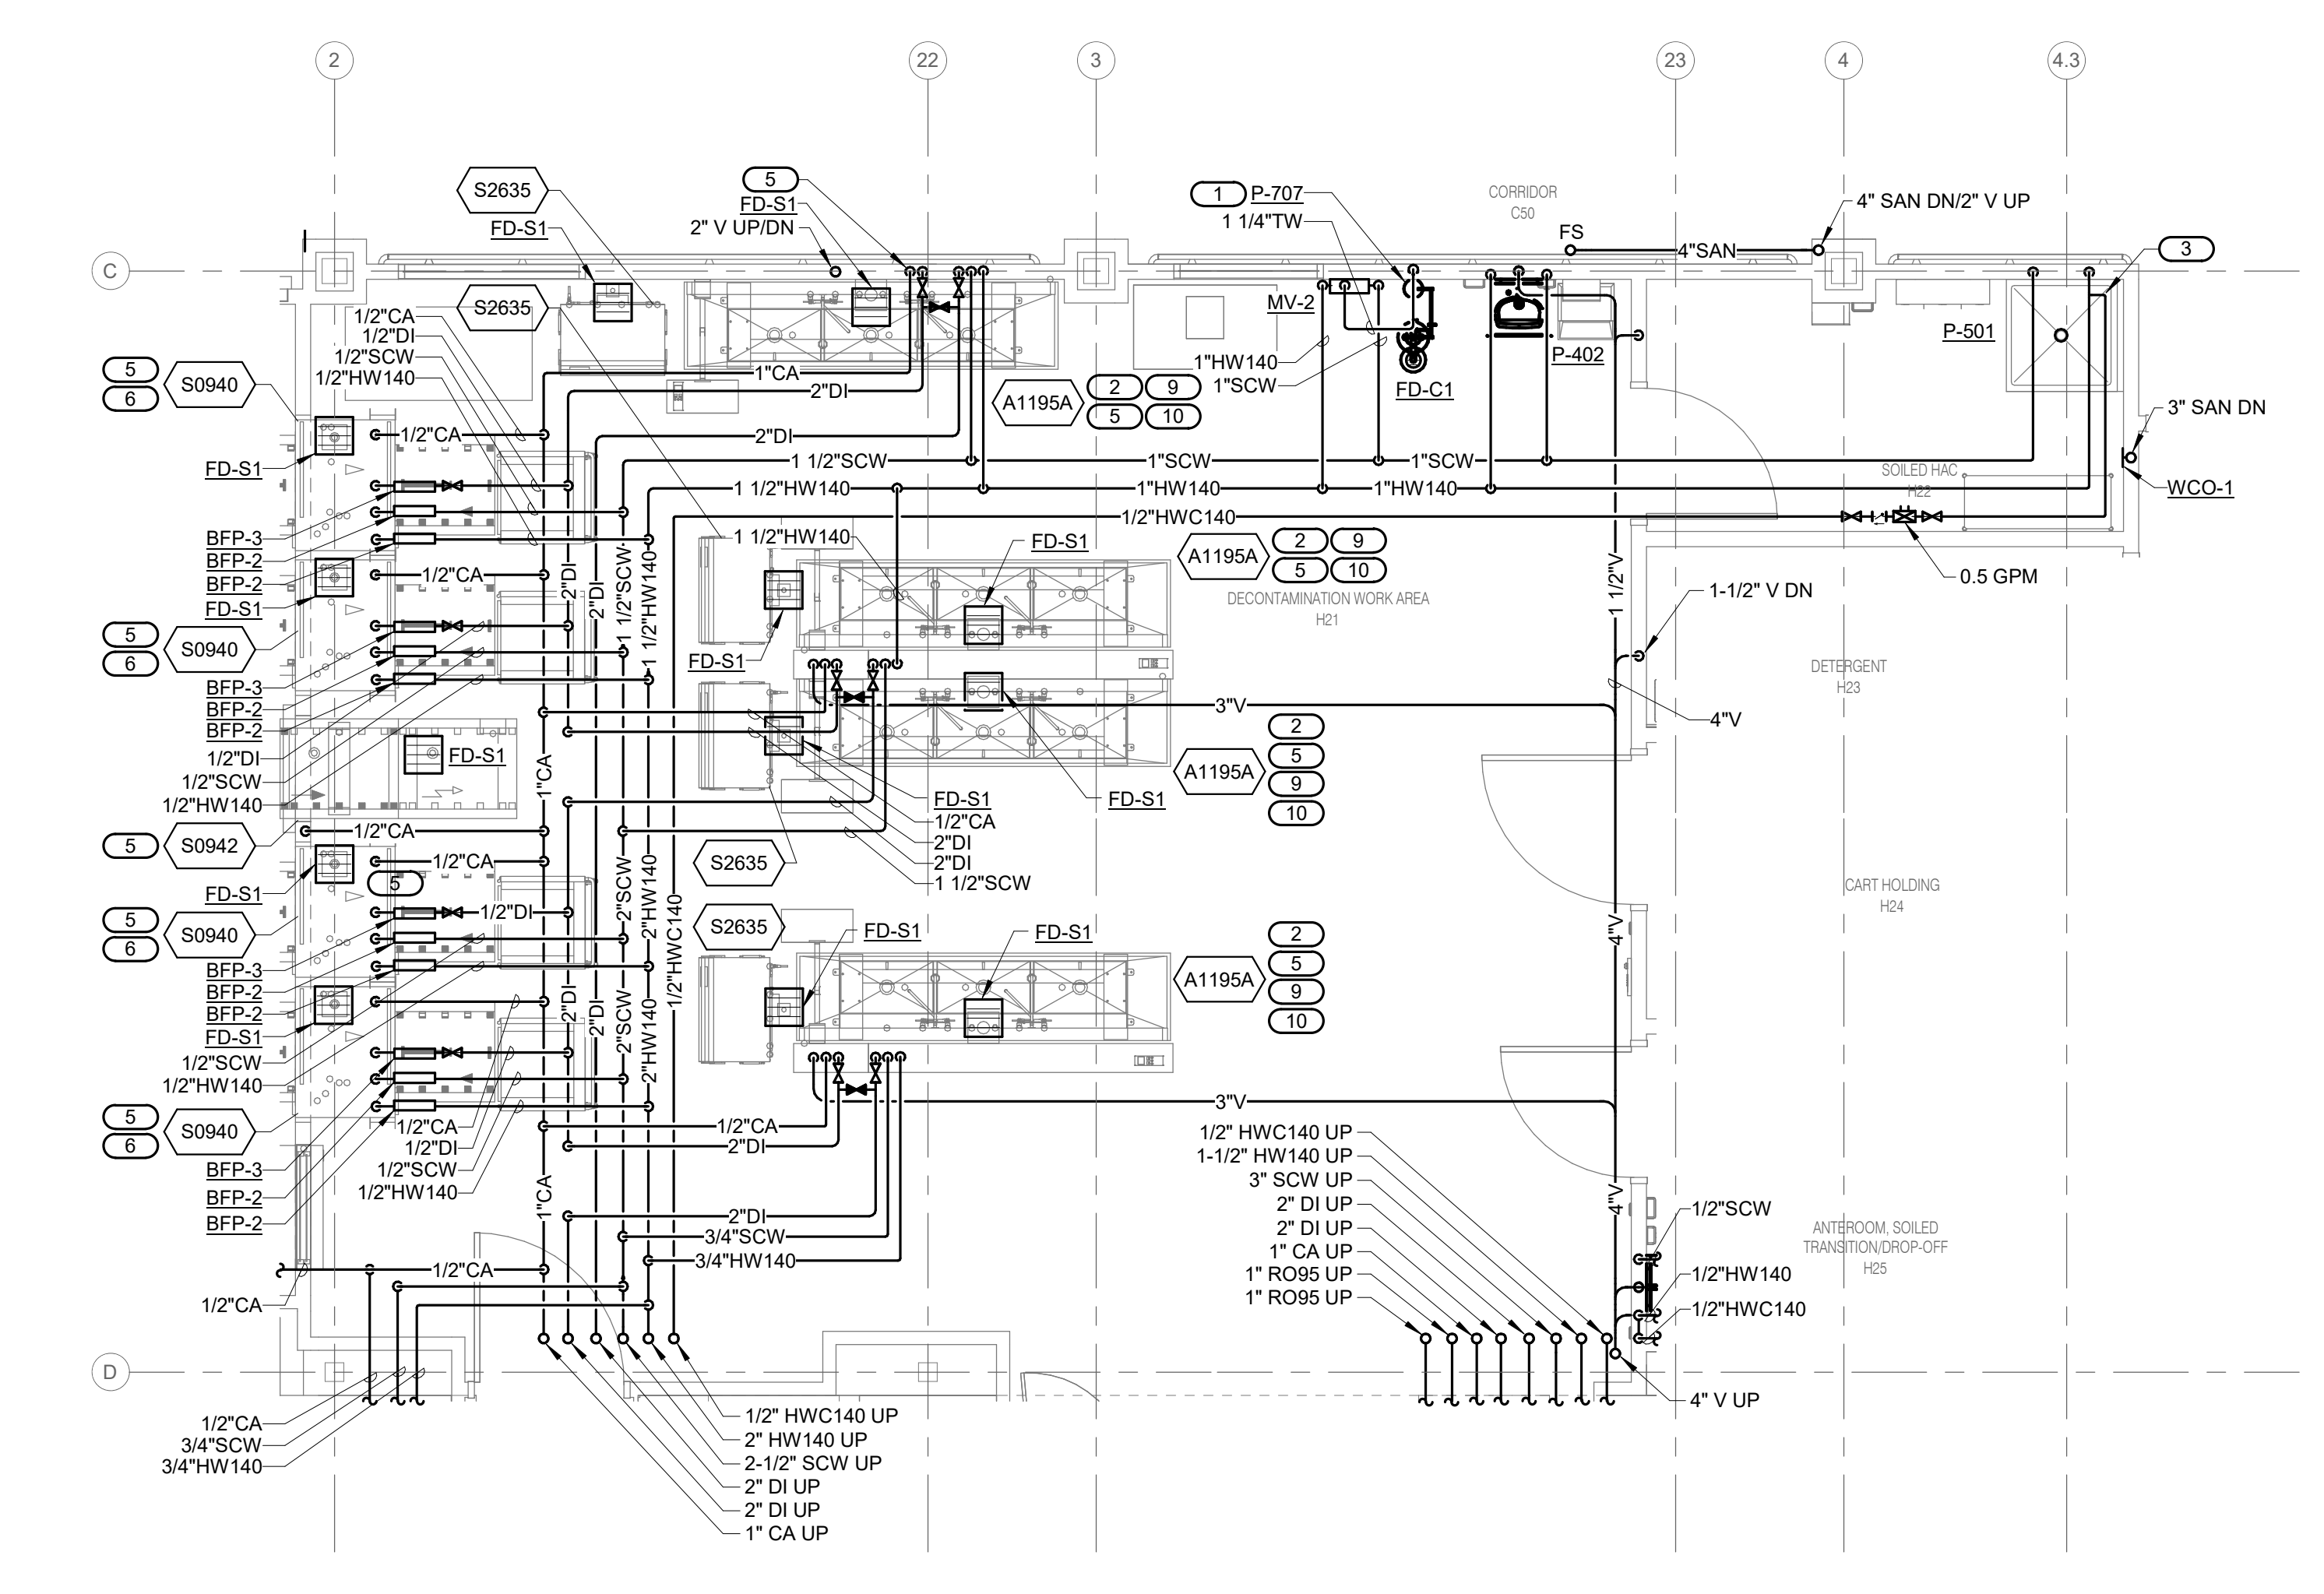 2
22
3
23
4
4.3
C
D
S2635
FD-S1
S2635
5
FD-S1
2" V UP/DN
1
P-707
1 1/4"TW
CORRIDOR
C50
FS
4"SAN
4" SAN DN/2" V UP
3
MV-2
1"HW140
1"SCW
FD-C1
P-402
P-501
3" SAN DN
WCO-1
SOILED HAC
H22
0.5 GPM
1/2"CA
1/2"DI
1/2"SCW
1/2"HW140
5
6
S0940
FD-S1
1/2"CA
BFP-3
BFP-2
BFP-2
FD-S1
1/2"CA
5
6
S0940
BFP-3
BFP-2
BFP-2
1/2"DI
1/2"SCW
1/2"HW140
FD-S1
5
S0942
1/2"CA
1/2"CA
FD-S1
5
5
6
S0940
1/2"DI
BFP-3
BFP-2
BFP-2
FD-S1
1/2"SCW
1/2"HW140
5
6
S0940
1/2"CA
1/2"DI
1/2"SCW
1/2"HW140
BFP-3
BFP-2
BFP-2
1/2"CA
1/2"CA
1/2"CA
3/4"SCW
3/4"HW140
1"CA
2"DI
2"DI
1 1/2"SCW
1"SCW
1"SCW
1 1/2"HW140
1"HW140
1"HW140
1/2"HWC140
1 1/2"HW140
A1195A
2
9
5
10
FD-S1
A1195A
2
9
5
10
DECONTAMINATION WORK AREA
H21
FD-S1
3"V
A1195A
2
5
9
10
FD-S1
1/2"CA
2"DI
2"DI
1 1/2"SCW
FD-S1
S2635
S2635
FD-S1
FD-S1
A1195A
2
5
9
10
3"V
1/2"CA
2"DI
2"DI
3/4"SCW
3/4"HW140
2"DI
2"DI
1 1/2"SCW
1 1/2"HW140
1"CA
2"SCW
2"HW140
1/2"HWC140
2"DI
2"DI
2"SCW
2"HW140
1"CA
1 1/2"V
1-1/2" V DN
4"V
DETERGENT
H23
CART HOLDING
H24
4"V
4"V
ANTEROOM, SOILED
TRANSITION/DROP-OFF
H25
1/2"SCW
1/2"HW140
1/2"HWC140
4" V UP
1/2" HWC140 UP
1-1/2" HW140 UP
3" SCW UP
2" DI UP
2" DI UP
1" CA UP
1" RO95 UP
1" RO95 UP
1/2" HWC140 UP
2" HW140 UP
2-1/2" SCW UP
2" DI UP
2" DI UP
1" CA UP